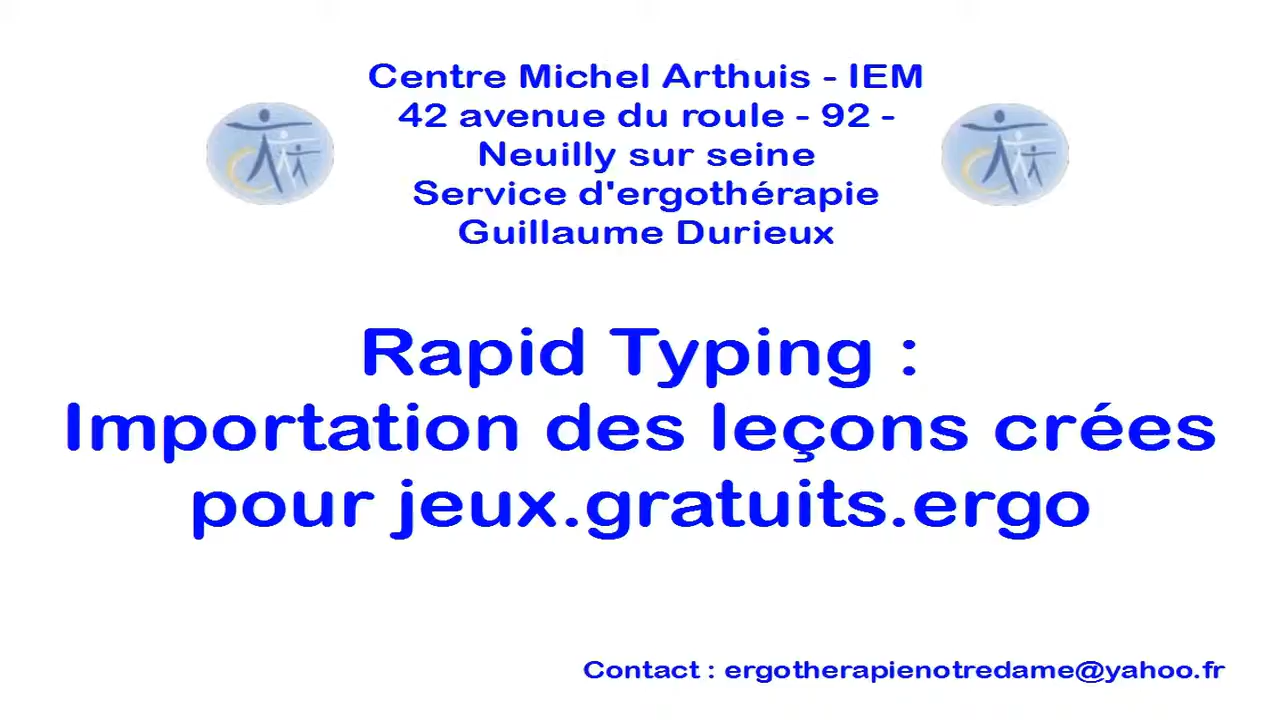 Centre Michel Arthuis - IEM
42 avenue du roule - 92 -
Neuilly sur seine
Service d'ergothérapie
Guillaume Durieux
Rapid Typing :
Importation des leçons crées
pour jeux.gratuits.ergo
Contact : ergotherapienotredame@yahoo.fr